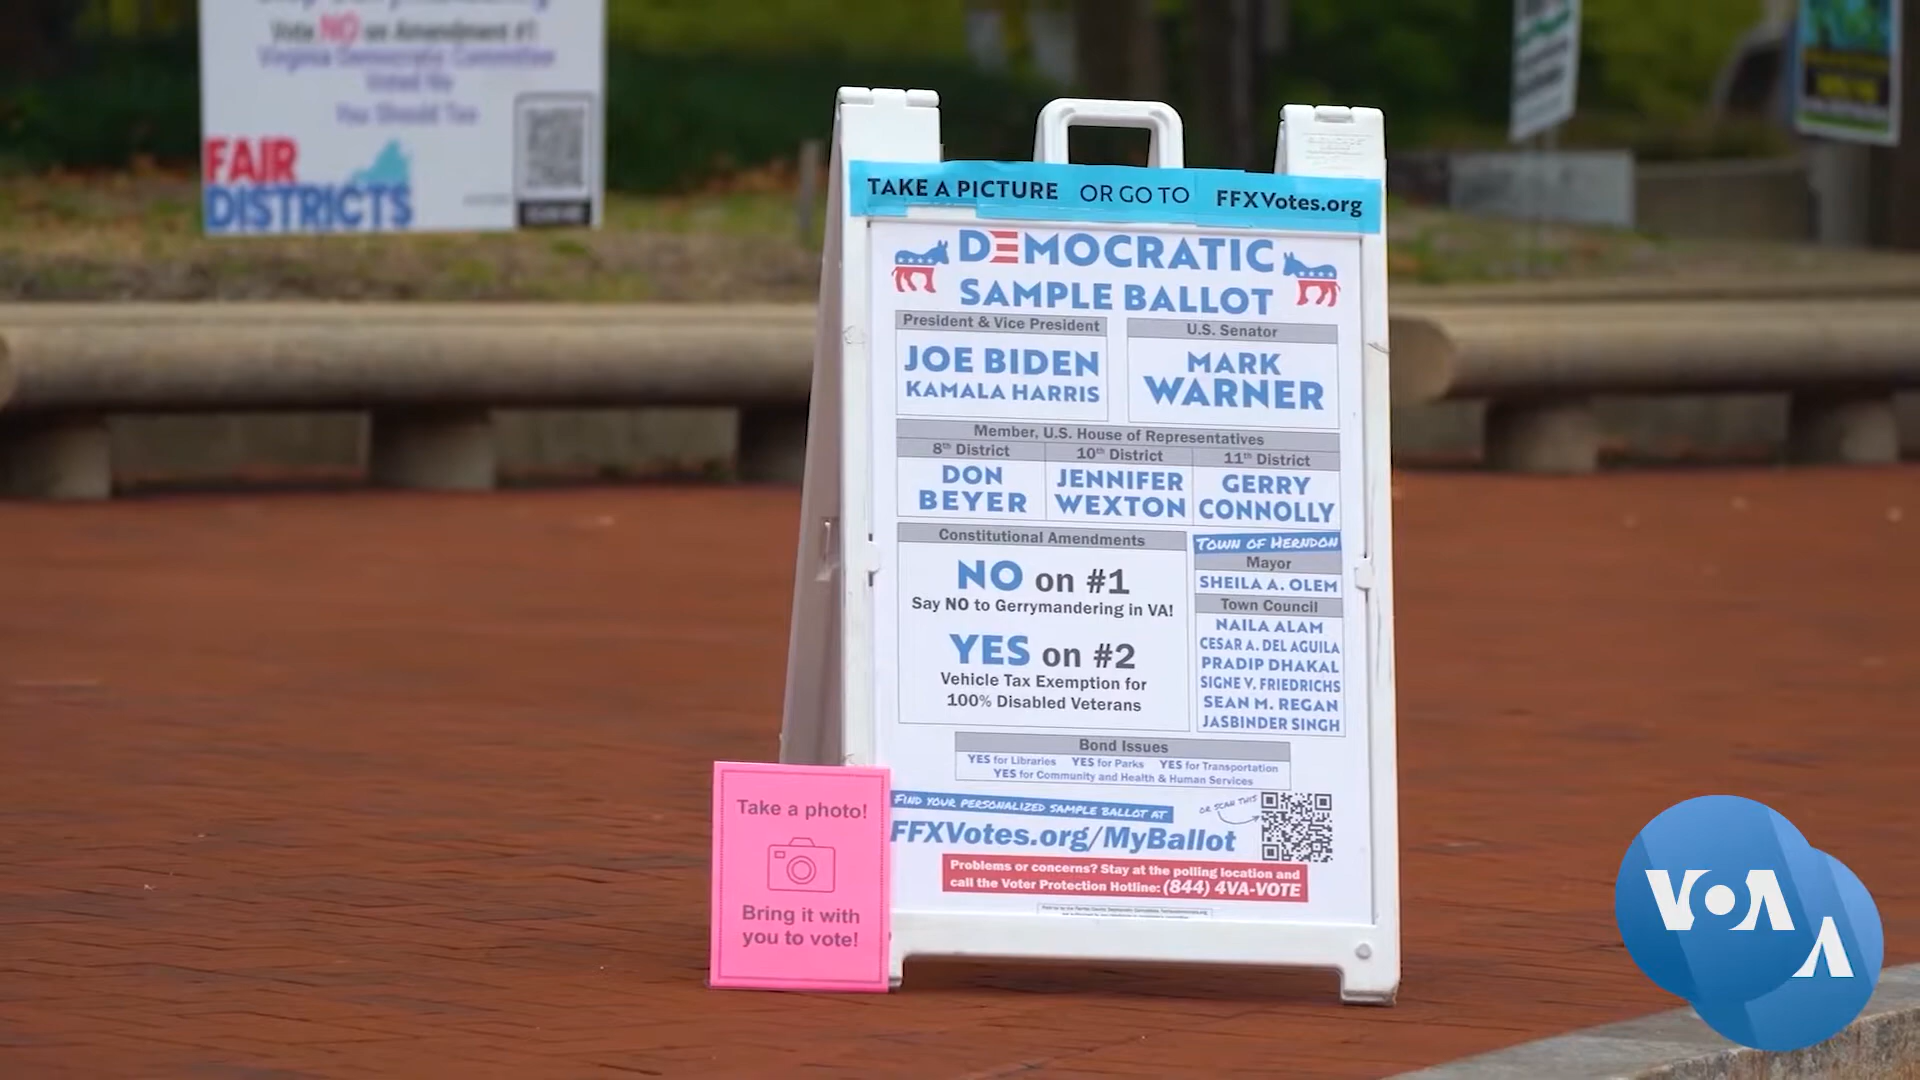 Vote NO on Amendment #1
Virginia Democratic Committee
Voted No
You Should Too
FAIR
DISTRICTS
TAKE A PICTURE OR GO TO FFXVotes.org
DEMOCRATIC
SAMPLE BALLOT
President & Vice President
JOE BIDEN
KAMALA HARRIS
U.S. Senator
MARK
WARNER
Member, U.S. House of Representatives
8th District
DON
BEYER
10th District
JENNIFER
WEXTON
11th District
GERRY
CONNOLLY
Constitutional Amendments
NO on #1
Say NO to Gerrymandering in VA!
YES on #2
Vehicle Tax Exemption for
100% Disabled Veterans
TOWN OF HERNDON
Mayor
SHEILA A. OLEM
Town Council
NAILA ALAM
CESAR A. DEL AGUILA
PRADIP DHAKAL
SIGNE V. FRIEDRICHS
SEAN M. REGAN
JASBINDER SINGH
Bond Issues
YES for Libraries YES for Parks YES for Transportation
YES for Community and Health & Human Services
FIND YOUR PERSONALIZED SAMPLE BALLOT AT
OR SCAN THIS
FFXVotes.org/MyBallot
Problems or concerns? Stay at the polling location and
call the Voter Protection Hotline: (844) 4VA-VOTE
Take a photo!
Bring it with
you to vote!
VOA
A